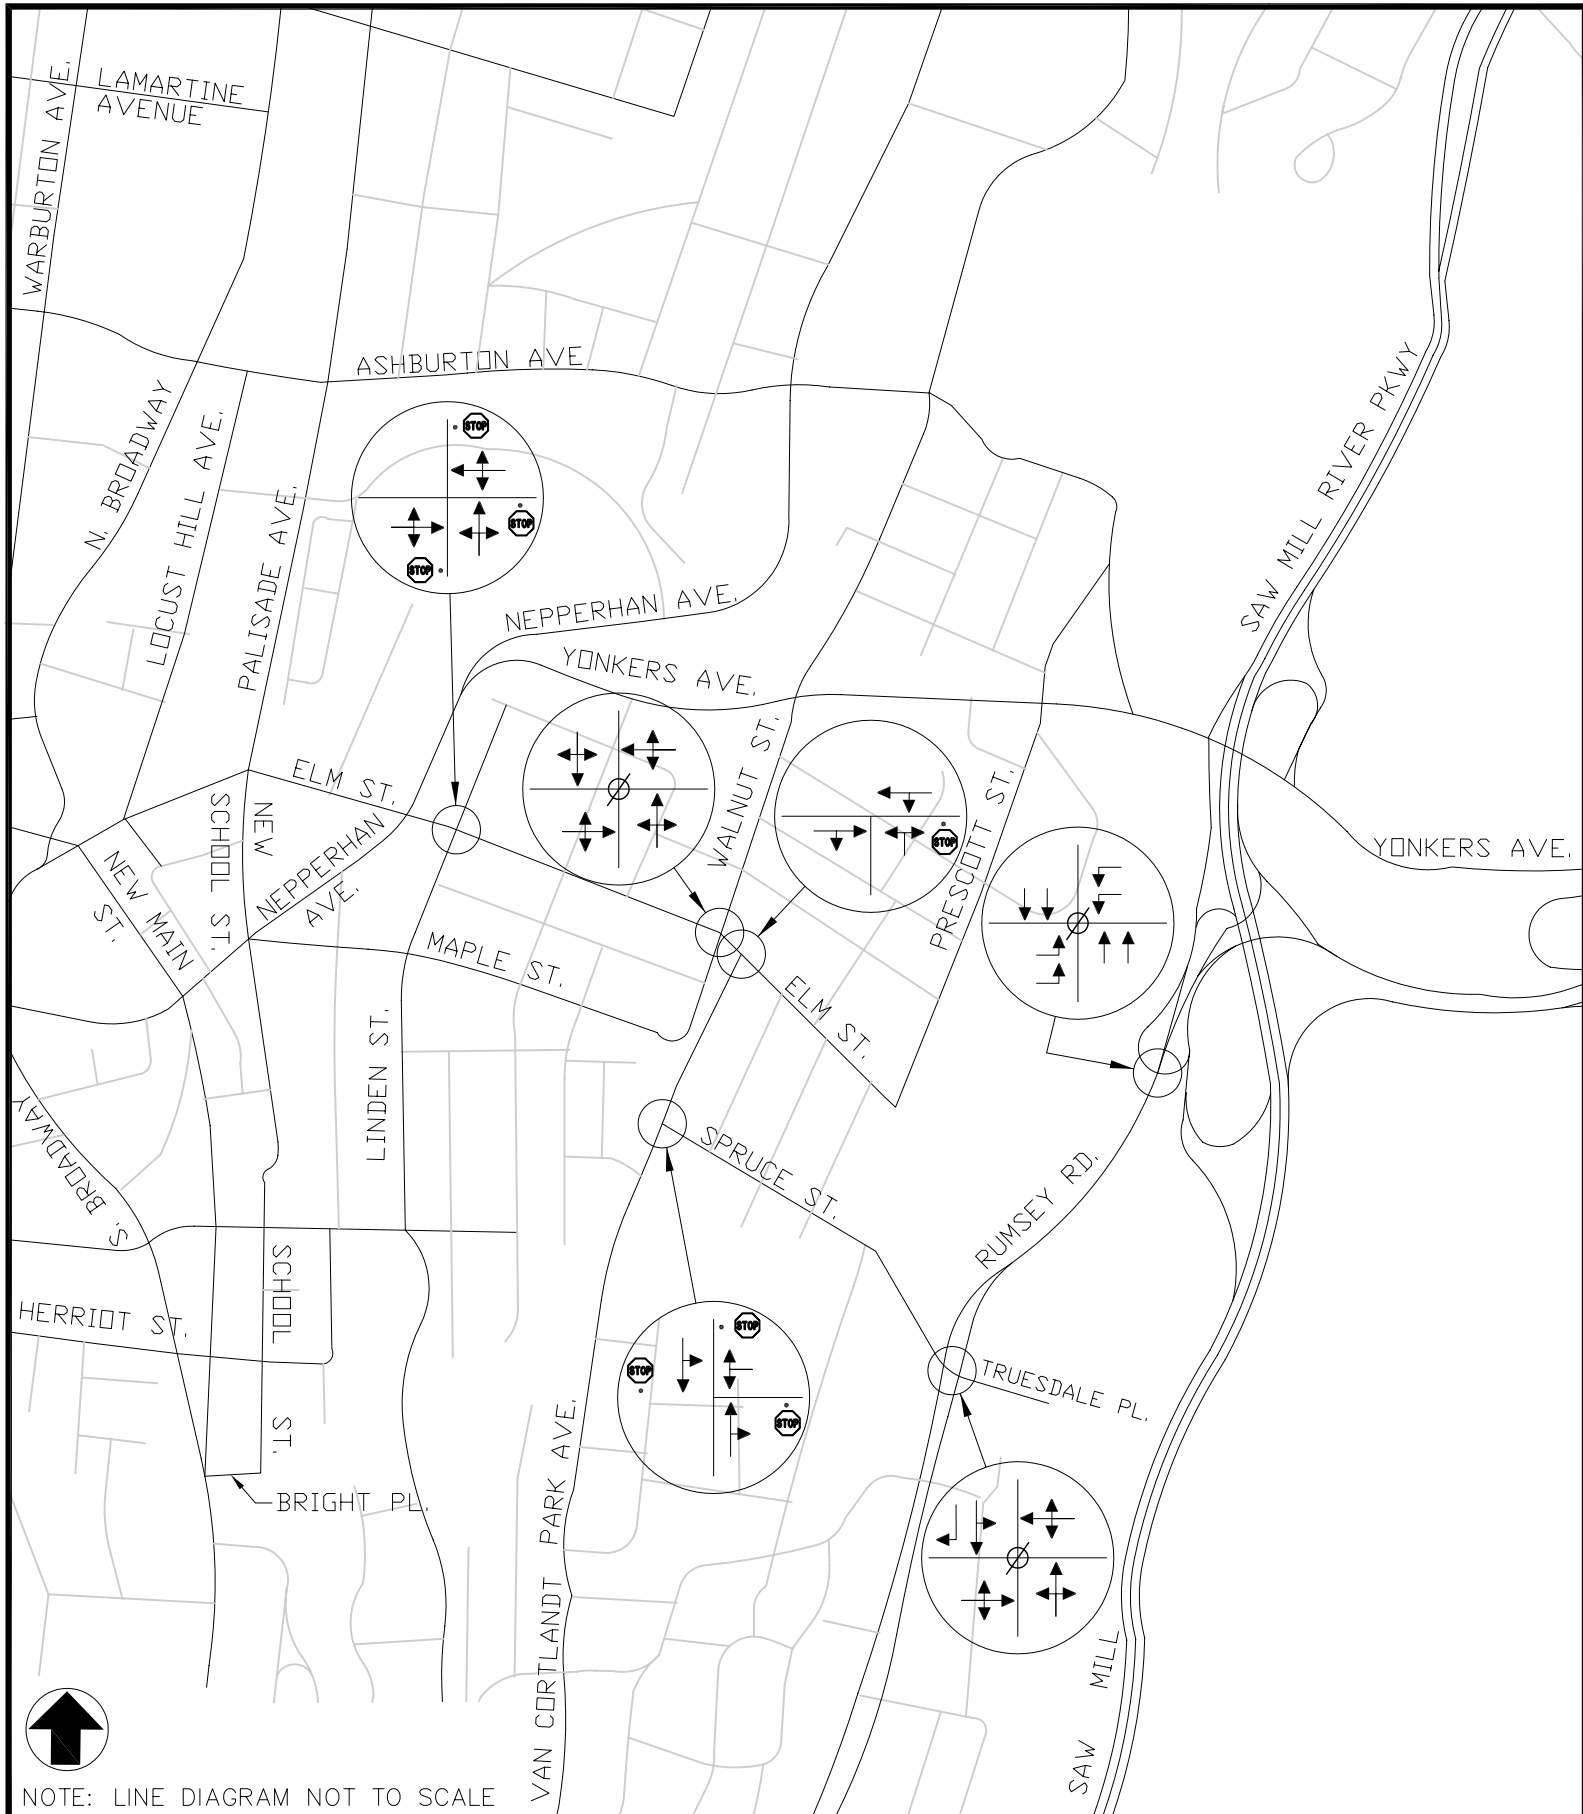 WARBURTON AVE.
LAMARTINE
AVENUE
ASHBURTON AVE
N. BROADWAY
LOCUST HILL AVE.
PALISADE AVE.
STOP
STOP
STOP
SAW MILL RIVER PKWY
NEPPERHAN AVE.
YONKERS AVE.
ELM ST.
WALNUT ST.
PRESCOTT ST.
STOP
YONKERS AVE.
NEW
SCHOOL ST.
NEPPERHAN
AVE.
NEW MAIN
ST.
MAPLE ST.
ELM ST.
LINDEN ST.
S. BROADWAY
SPRUCE ST.
RUMSEY RD.
HERRIOT ST.
SCHOOL ST.
STOP
STOP
STOP
TRUESDALE PL.
BRIGHT PL.
VAN CORTLANDT PARK AVE.
SAW MILL
NOTE: LINE DIAGRAM NOT TO SCALE